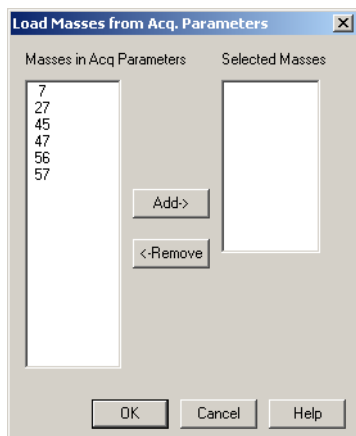 Load Masses from Acq. Parameters
Masses in Acq Parameters Selected Masses
7
27
45
47
56
57
Add->
<-Remove
OK Cancel Help